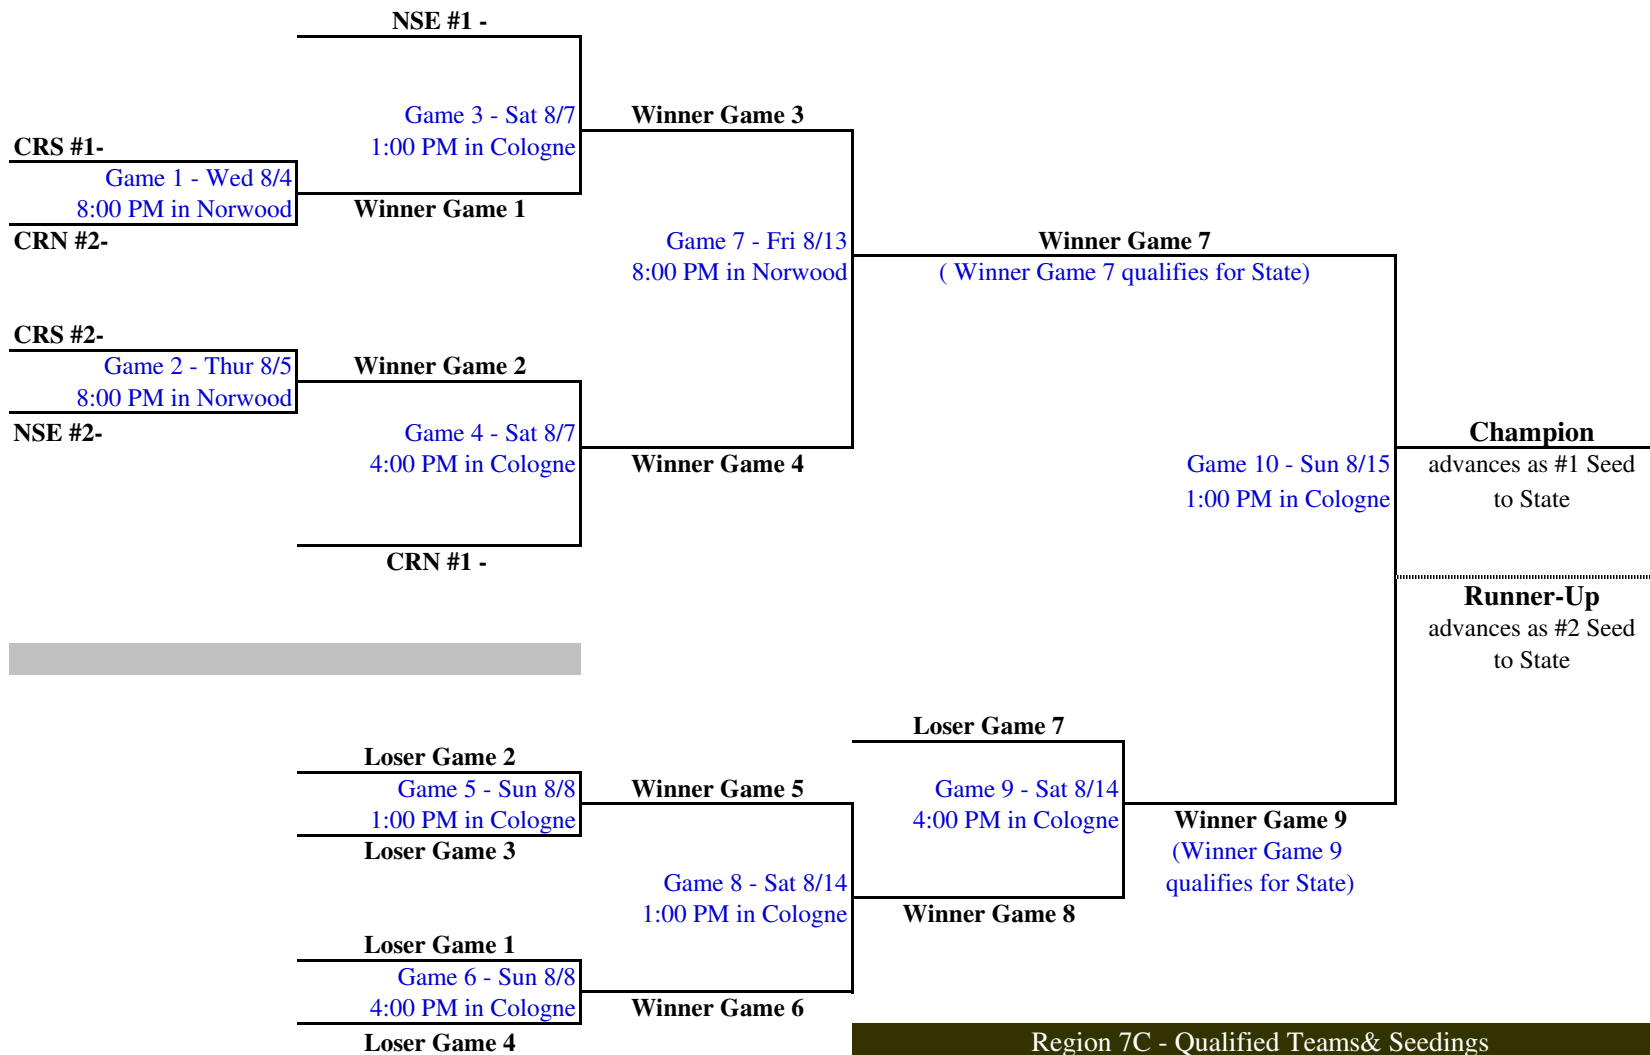 NSE #1 -
Game 3 - Sat 8/7
1:00 PM in Cologne
Winner Game 3
CRS #1-
Game 1 - Wed 8/4
8:00 PM in Norwood
Winner Game 1
CRN #2-
Game 7 - Fri 8/13
8:00 PM in Norwood
Winner Game 7
( Winner Game 7 qualifies for State)
CRS #2-
Game 2 - Thur 8/5
8:00 PM in Norwood
Winner Game 2
NSE #2-
Game 4 - Sat 8/7
4:00 PM in Cologne
Winner Game 4
CRN #1 -
Game 10 - Sun 8/15
1:00 PM in Cologne
Champion
advances as #1 Seed
to State
Runner-Up
advances as #2 Seed
to State
Loser Game 7
Loser Game 2
Game 5 - Sun 8/8
1:00 PM in Cologne
Loser Game 3
Winner Game 5
Game 9 - Sat 8/14
4:00 PM in Cologne
Winner Game 9
(Winner Game 9
qualifies for State)
Game 8 - Sat 8/14
1:00 PM in Cologne
Winner Game 8
Loser Game 1
Game 6 - Sun 8/8
4:00 PM in Cologne
Loser Game 4
Winner Game 6
Region 7C - Qualified Teams& Seedings